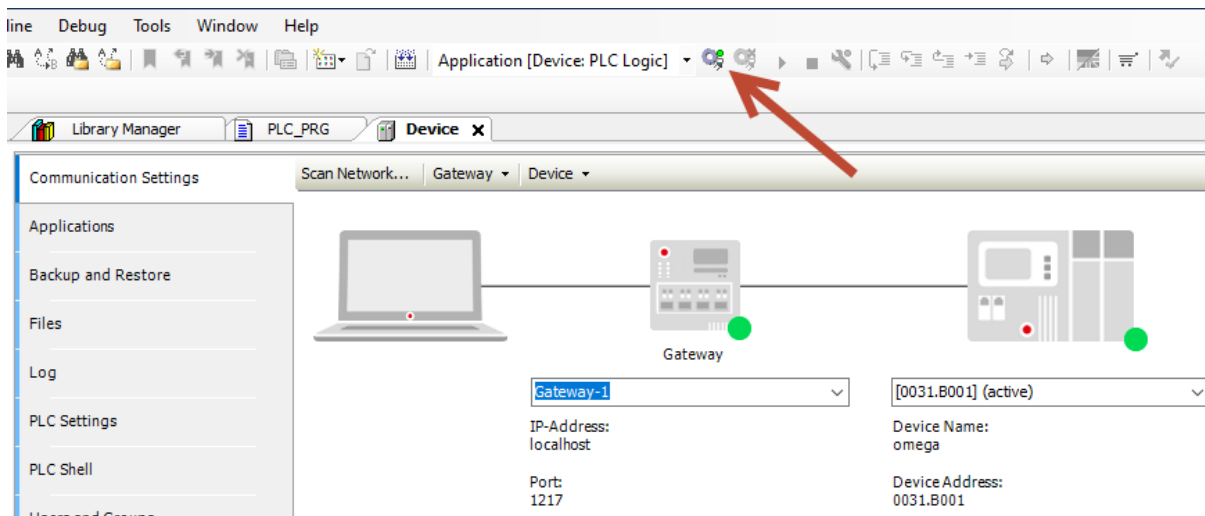 line Debug Tools Window Help
Application [Device: PLC Logic]
Library Manager PLC_PRG Device X
Communication Settings
Scan Network... Gateway Device
Applications
Backup and Restore
Files
Log
PLC Settings
PLC Shell
Gateway
Gateway-1
[0031.B001] (active)
IP-Address:
localhost
Device Name:
omega
Port:
1217
Device Address:
0031.B001